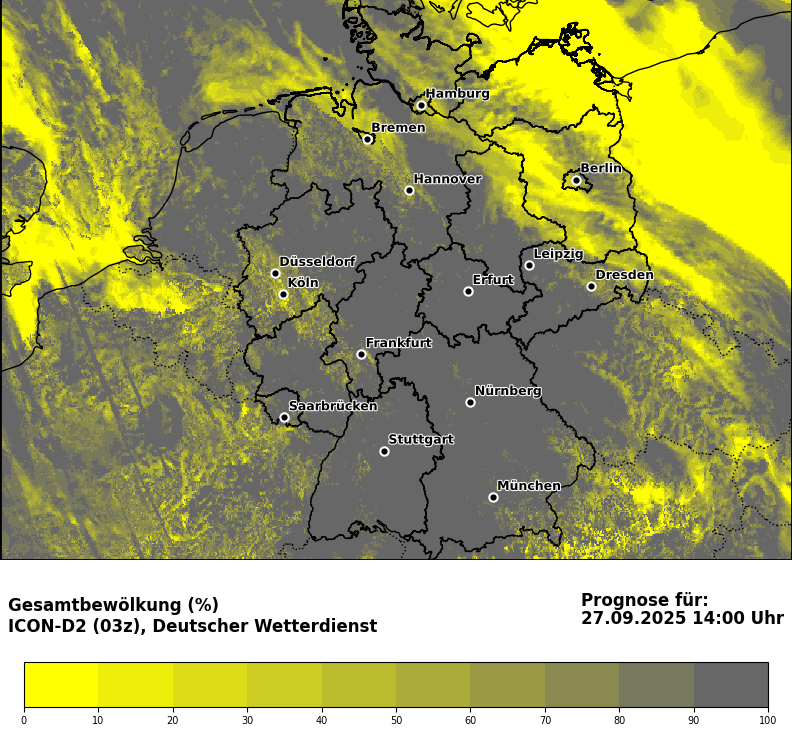 Hamburg
Bremen
Berlin
Hannover
Leipzig
Düsseldorf
Dresden
Köln
Erfurt
Frankfurt
Nürnberg
Saarbrücken
Stuttgart
München
Gesamtbewölkung (%)
ICON-D2 (03z), Deutscher Wetterdienst
Prognose für:
27.09.2025 14:00 Uhr
0 10 20 30 40 50 60 70 80 90 100